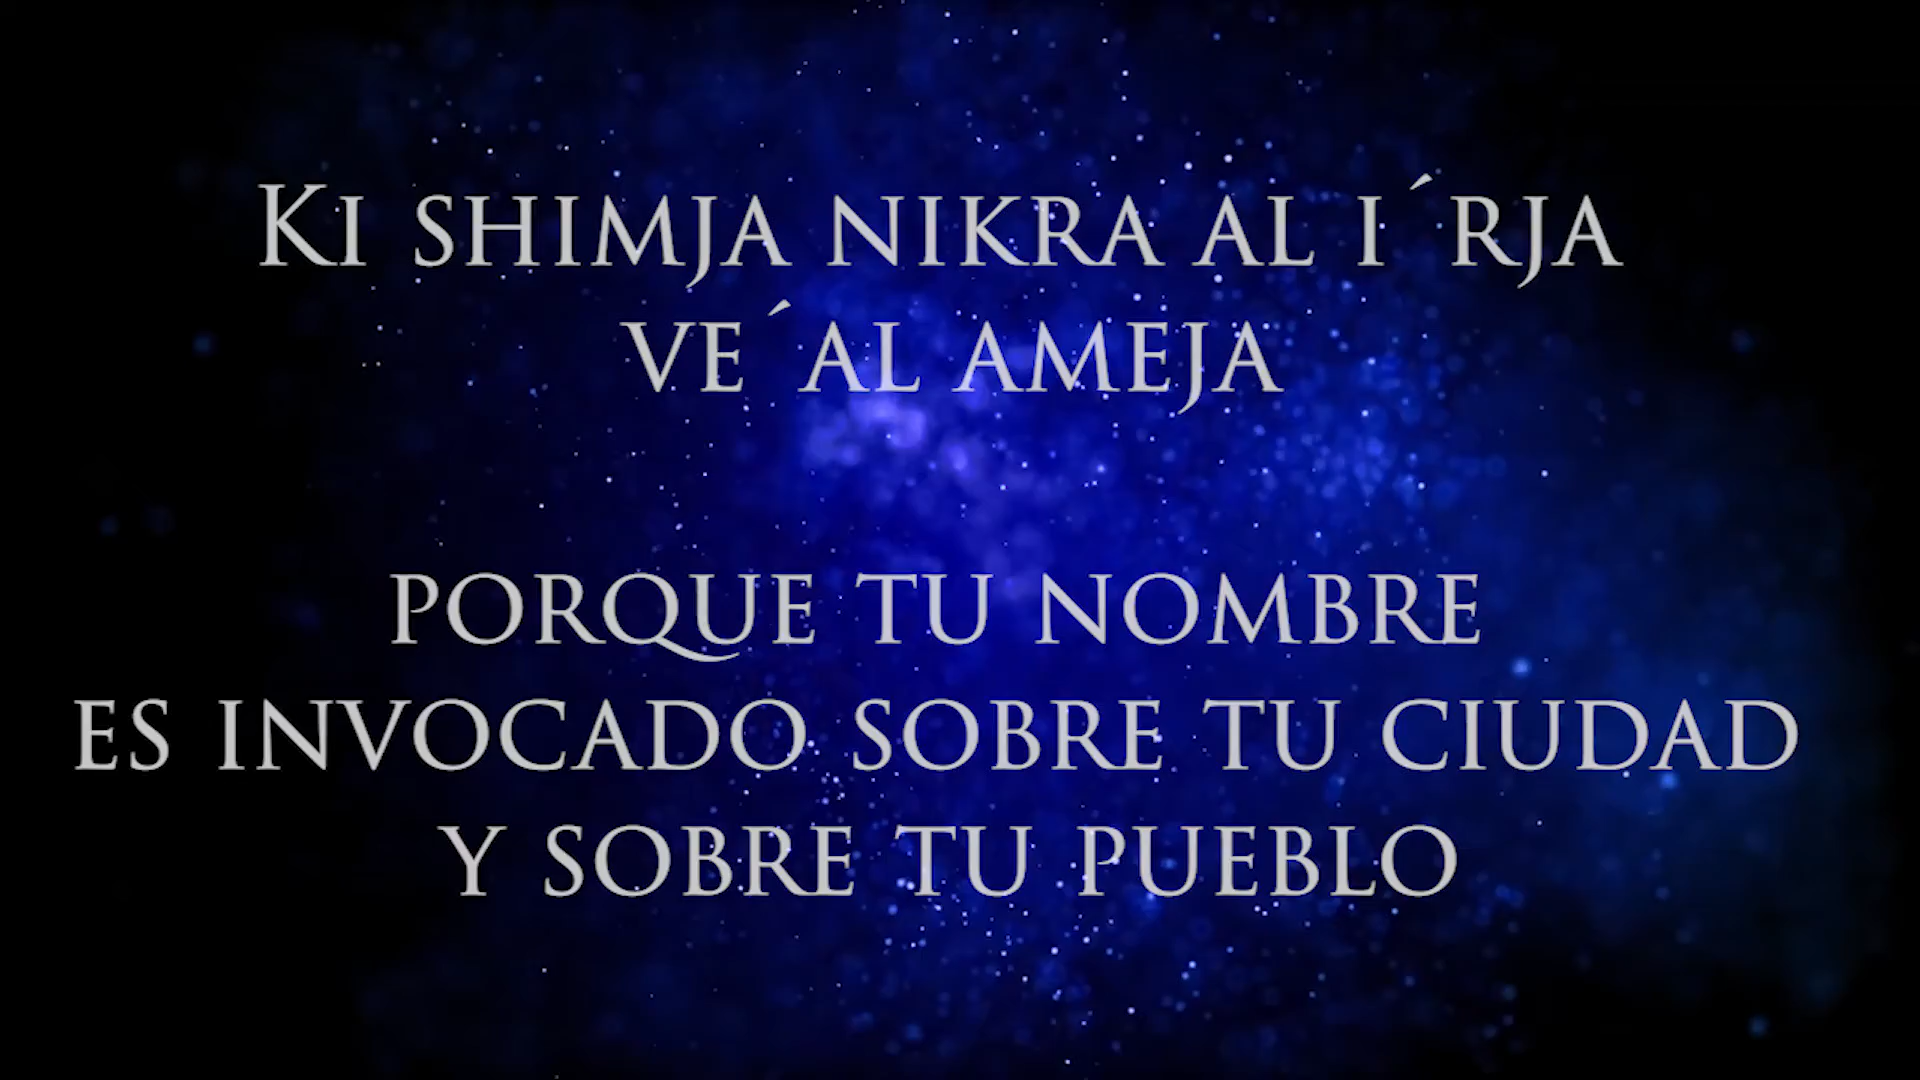 Ki shimja nikra al i´rja
ve´al ameja
porque tu nombre
es invocado sobre tu ciudad
y sobre tu pueblo